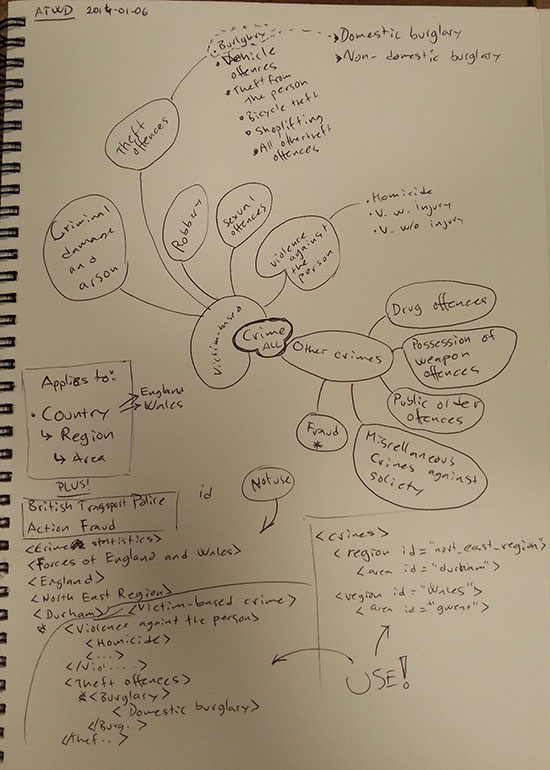 ATWD 2014-01-06
• Burlgary
→ Domestic burglary
→ Non-domestic burglary
• Vehicle
offences
• Theft from
the person
• Bicycle theft
• Shoplifting
• All other theft
offences
Theft
offences
Criminal
damage
and
arson
Robbery
Sexual
offences
Violence
against
the
person
• Homicide
• V. w. injury
• V. w/o injury
Victim-based
Crime
ALL
Other crimes
Drug offences
Possession of
weapon
offences
Public order
offences
Fraud
*
Miscellaneous
Crimes against
society
Applies to:
• Country
England
Wales
↳ Region
↳ Area
PLUS!
British Transport Police
Action Fraud
id
Not use
<Crime statistics>
<Forces of England and Wales>
<England>
<North East Region>
<Durham>
<Victim-based crime>
* <Violence against the person>
<Homicide>
<...>
</Viol.....>
<Theft offences>
*<Burglary>
<Domestic burglary>
</Burg..>
</Thef..>
<crimes>
<region id="nort_east_region">
<area id="durham">
<region id="Wales">
<area id="gwent">
USE!